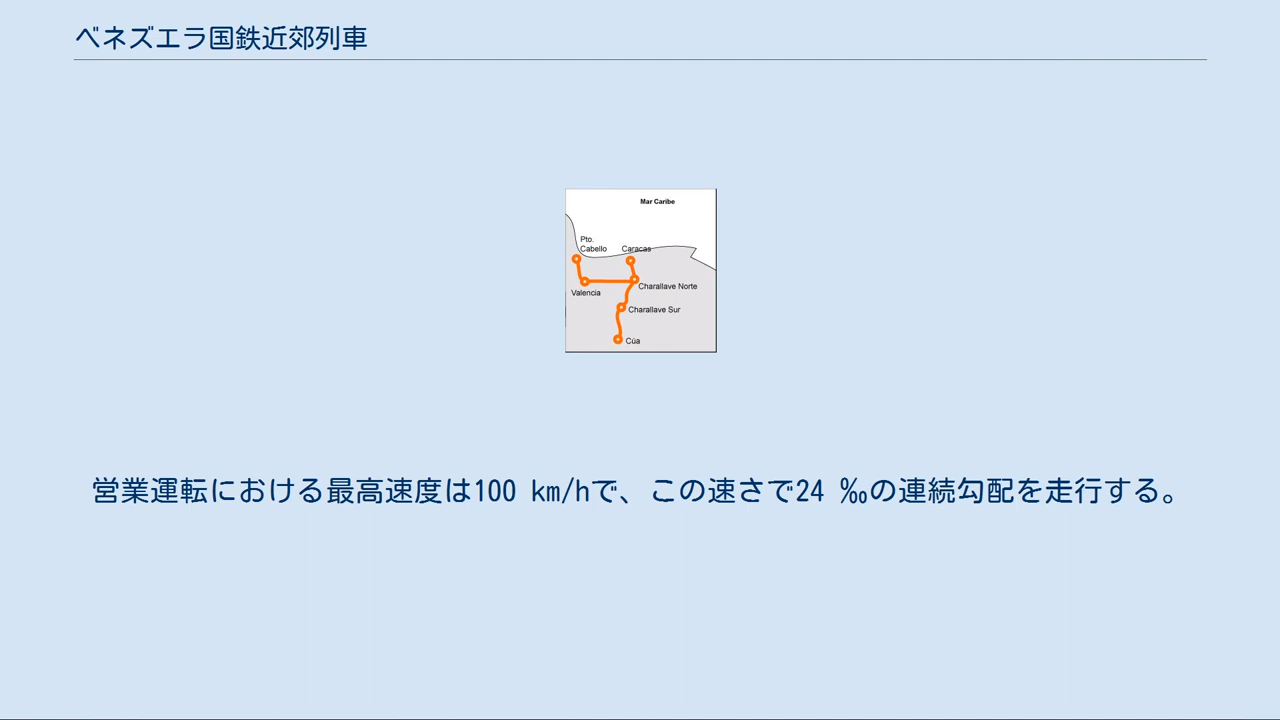 ベネズエラ国鉄近郊列車
Mar Caribe
Pto.
Cabello
Caracas
Charallave Norte
Valencia
Charallave Sur
Cúa
営業運転における最高速度は100 km/hで、この速さで24 ‰の連続勾配を走行する。